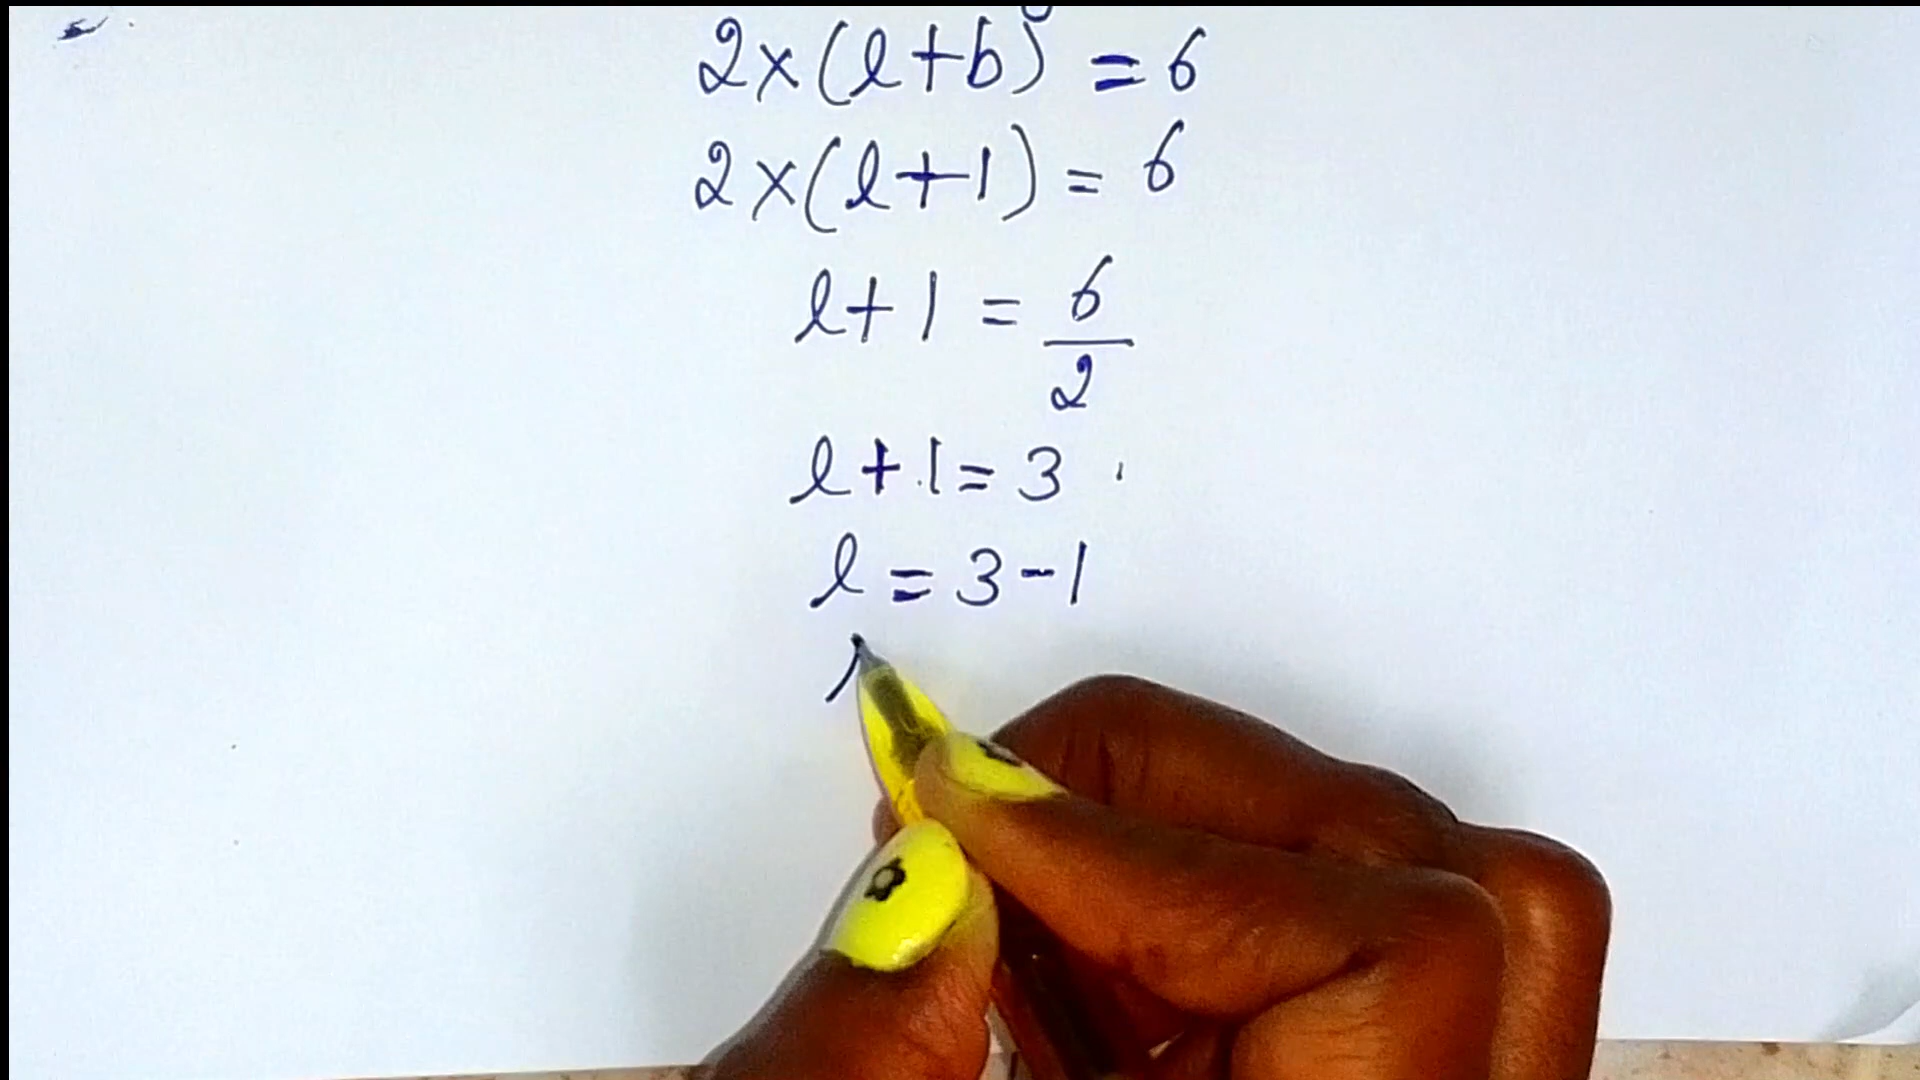 2×(l+b) = 6
2×(l+1) = 6
l+1 = 6/2
l+1=3
l = 3-1